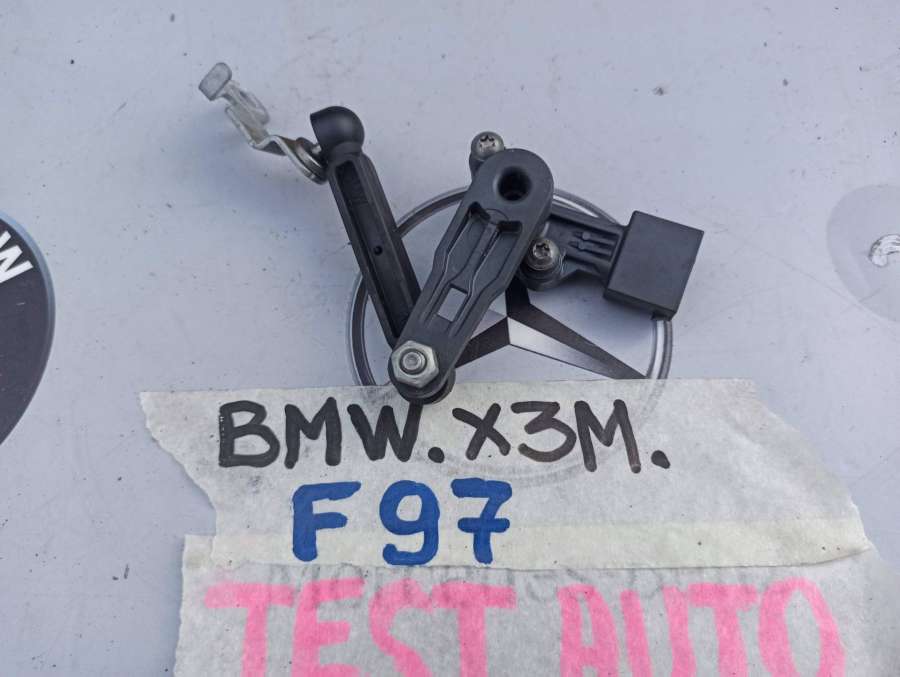 W
BMW. X3M.
F97
TEST AUTO